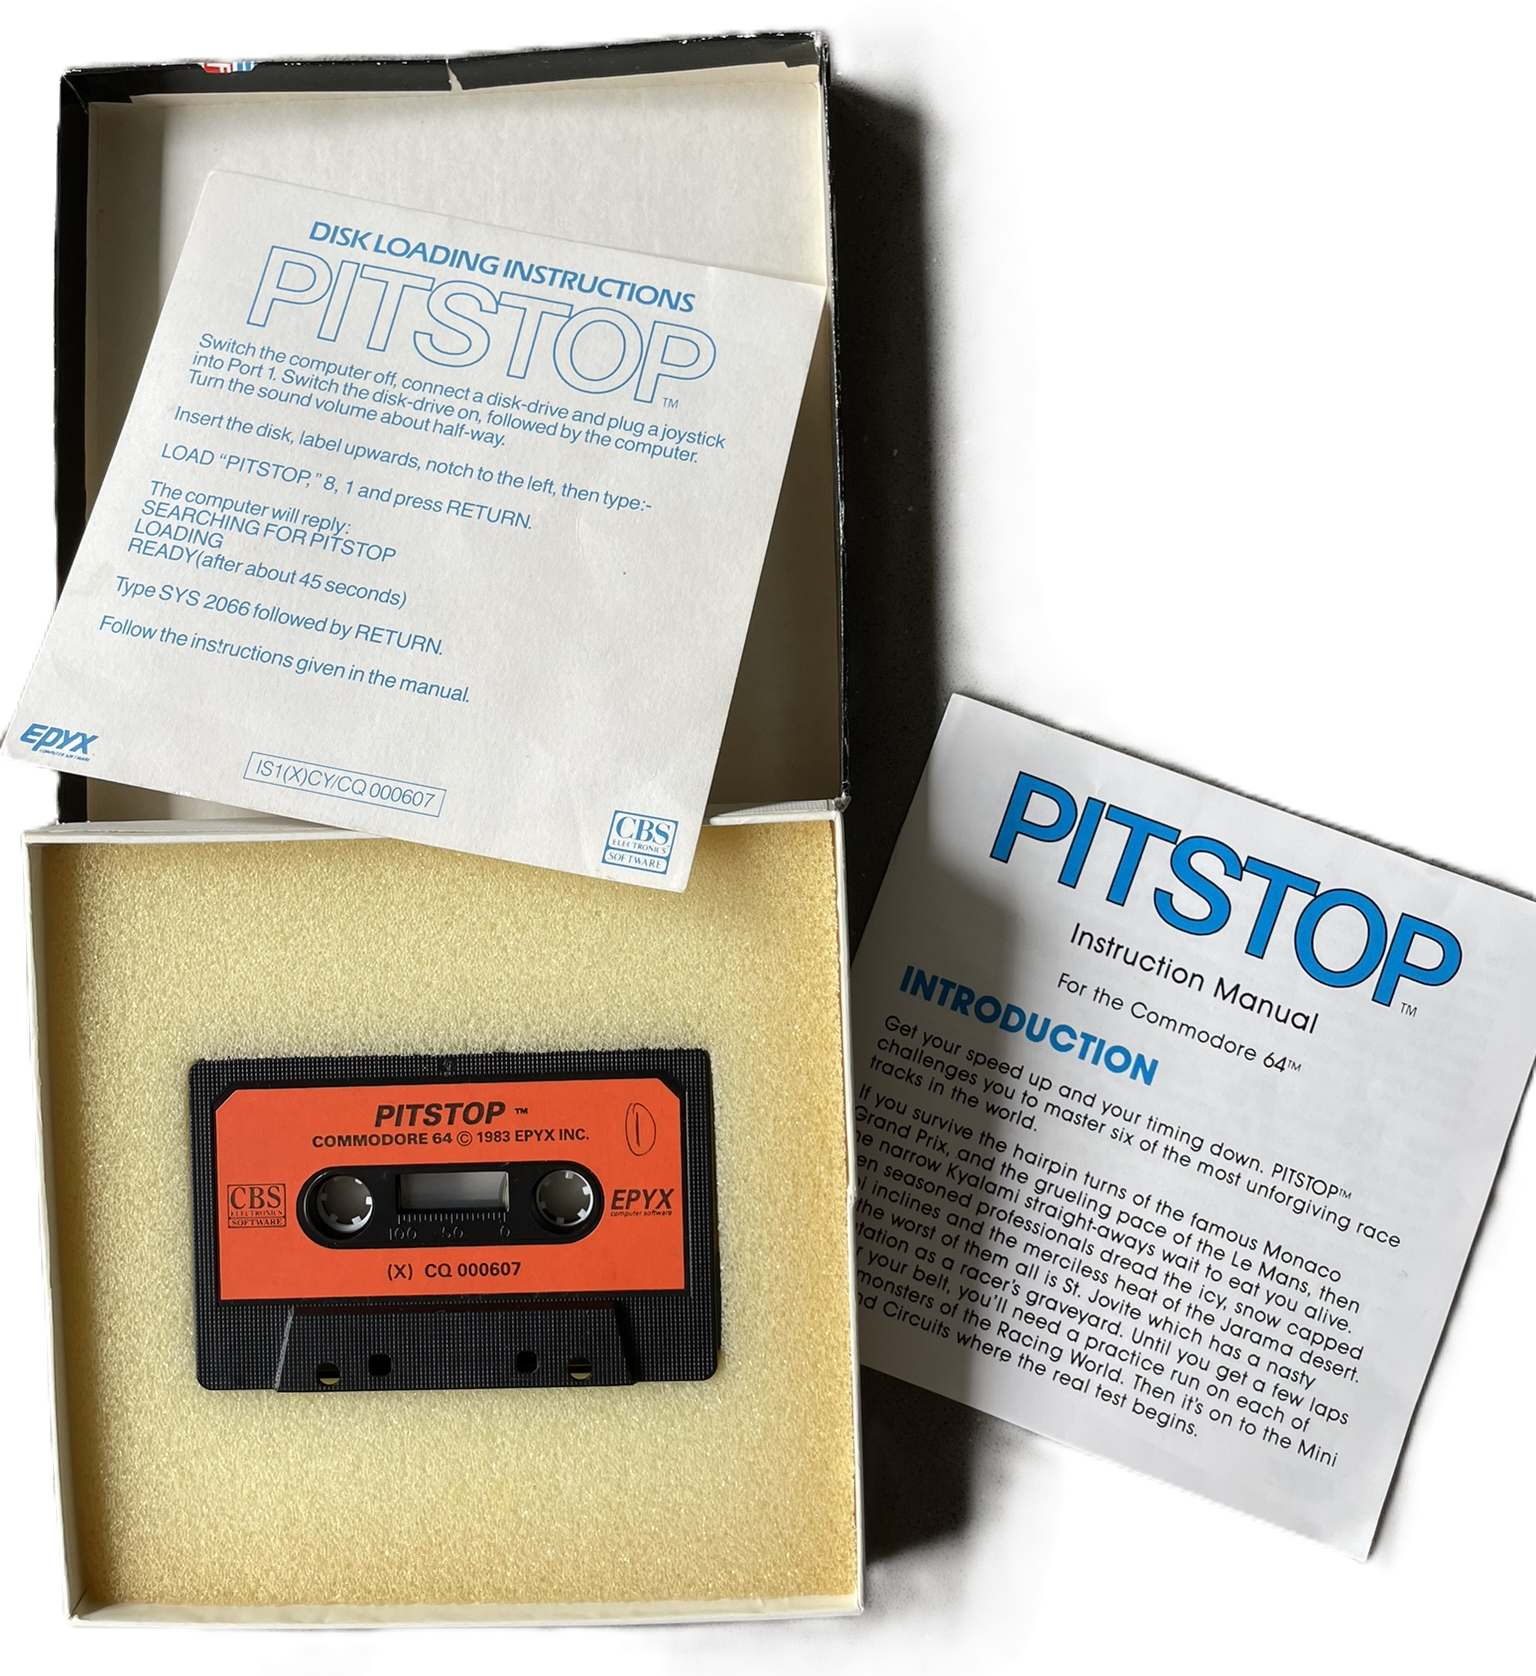 DISK LOADING INSTRUCTIONS
PITSTOP™
Switch the computer off, connect a disk-drive and plug a joystick
into Port 1. Switch the disk-drive on, followed by the computer.
Turn the sound volume about half-way.
Insert the disk, label upwards, notch to the left, then type:-
LOAD “PITSTOP,” 8, 1 and press RETURN.
The computer will reply:
SEARCHING FOR PITSTOP
LOADING
READY(after about 45 seconds)
Type SYS 2066 followed by RETURN.
Follow the instructions given in the manual.
EPYX
COMPUTER SOFTWARE
IS1(X)CY/CQ 000607
CBS
ELECTRONICS
SOFTWARE
PITSTOP ™
COMMODORE 64 © 1983 EPYX INC.
1
CBS
ELECTRONICS
SOFTWARE
EPYX
computer software
100 50 0
(X) CQ 000607
PITSTOP™
Instruction Manual
For the Commodore 64™
INTRODUCTION
Get your speed up and your timing down. PITSTOP™
challenges you to master six of the most unforgiving race
tracks in the world.
If you survive the hairpin turns of the famous Monaco
Grand Prix, and the grueling pace of the Le Mans, then
narrow Kyalami straight-aways wait to eat you alive.
seasoned professionals dread the icy, snow capped
inclines and the merciless heat of the Jarama desert.
the worst of them all is St. Jovite which has a nasty
as a racer's graveyard. Until you get a few laps
your belt, you'll need a practice run on each of
monsters of the Racing World. Then it's on to the Mini
Circuits where the real test begins.